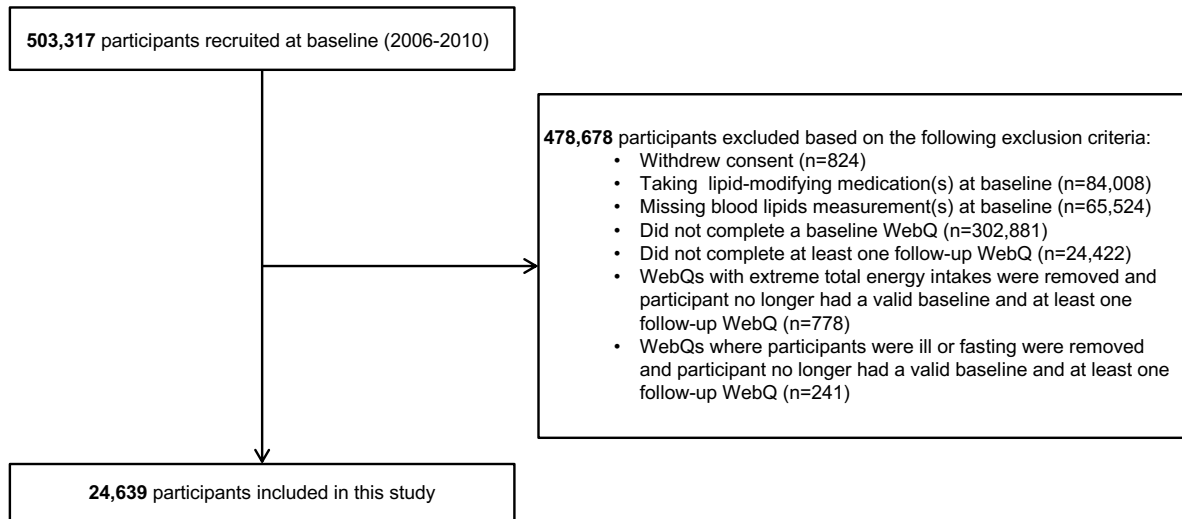 503,317 participants recruited at baseline (2006-2010)
478,678 participants excluded based on the following exclusion criteria:
• Withdrew consent (n=824)
• Taking lipid-modifying medication(s) at baseline (n=84,008)
• Missing blood lipids measurement(s) at baseline (n=65,524)
• Did not complete a baseline WebQ (n=302,881)
• Did not complete at least one follow-up WebQ (n=24,422)
• WebQs with extreme total energy intakes were removed and
participant no longer had a valid baseline and at least one
follow-up WebQ (n=778)
• WebQs where participants were ill or fasting were removed
and participant no longer had a valid baseline and at least one
follow-up WebQ (n=241)
24,639 participants included in this study